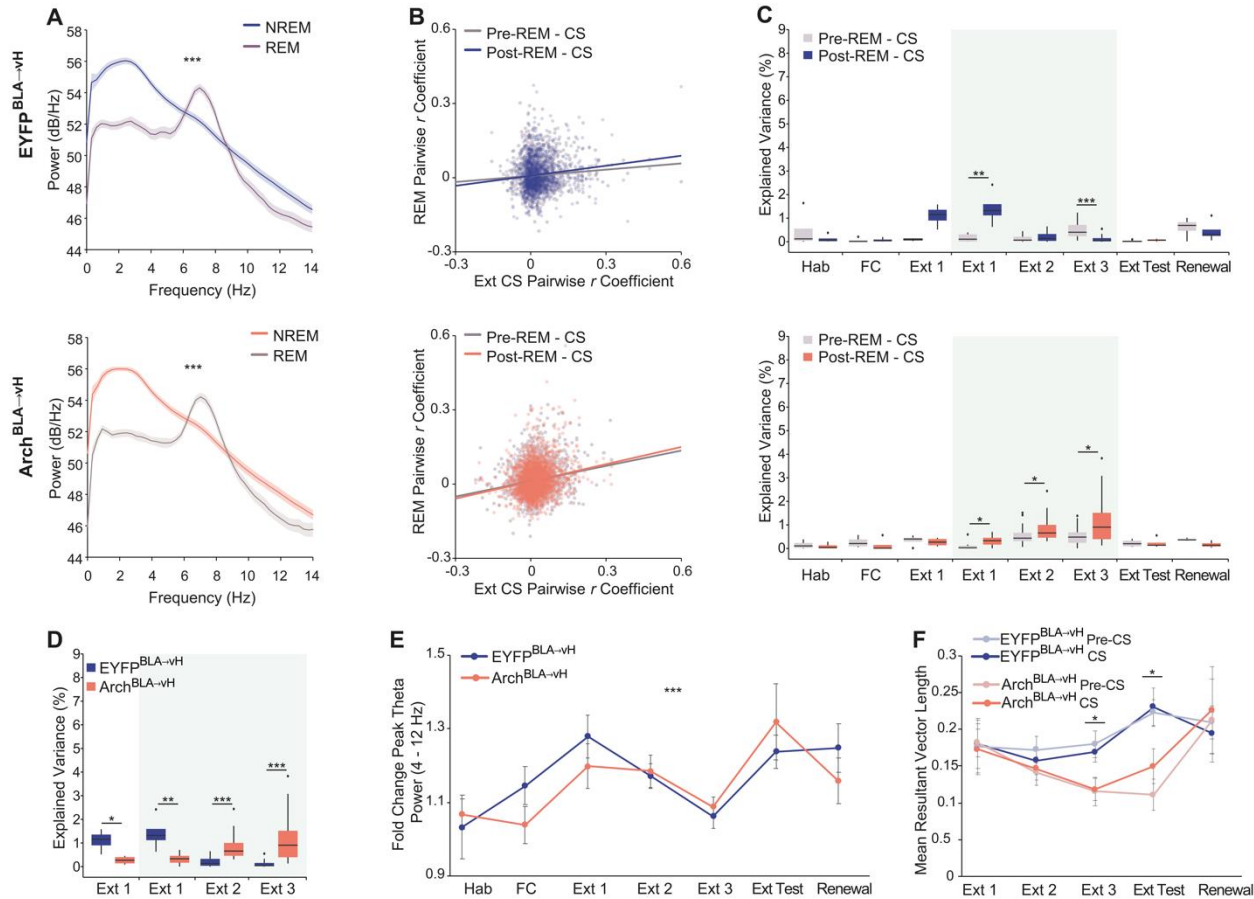 A
EYFP^BLA→vH
Power (dB/Hz)
58
56
54
52
50
48
46
44
0 2 4 6 8 10 12 14
Frequency (Hz)
NREM
REM
***
Arch^BLA→vH
Power (dB/Hz)
58
56
54
52
50
48
46
44
0 2 4 6 8 10 12 14
Frequency (Hz)
NREM
REM
***
B
REM Pairwise r Coefficient
0.6
0.3
0
-0.3
-0.3 0 0.3 0.6
Ext CS Pairwise r Coefficient
Pre-REM - CS
Post-REM - CS
REM Pairwise r Coefficient
0.6
0.3
0
-0.3
-0.3 0 0.3 0.6
Ext CS Pairwise r Coefficient
Pre-REM - CS
Post-REM - CS
C
Explained Variance (%)
9
8
7
6
5
4
3
2
1
0
Pre-REM - CS
Post-REM - CS
**
***
Hab FC Ext 1 Ext 1 Ext 2 Ext 3 Ext Test Renewal
Explained Variance (%)
9
8
7
6
5
4
3
2
1
0
Pre-REM - CS
Post-REM - CS
*
*
*
Hab FC Ext 1 Ext 1 Ext 2 Ext 3 Ext Test Renewal
D
Explained Variance (%)
9
8
7
6
5
4
3
2
1
0
EYFP^BLA→vH
Arch^BLA→vH
*
**
***
***
Ext 1 Ext 1 Ext 2 Ext 3
E
Fold Change Peak Theta
Power (4 - 12 Hz)
1.5
1.3
1.1
0.9
EYFP^BLA→vH
Arch^BLA→vH
***
Hab FC Ext 1 Ext 2 Ext 3 Ext Test Renewal
F
Mean Resultant Vector Length
EYFP^BLA→vH Pre-CS
EYFP^BLA→vH CS
Arch^BLA→vH Pre-CS
Arch^BLA→vH CS
0.3
0.25
0.2
0.15
0.1
0.05
0
*
*
Ext 1 Ext 2 Ext 3 Ext Test Renewal